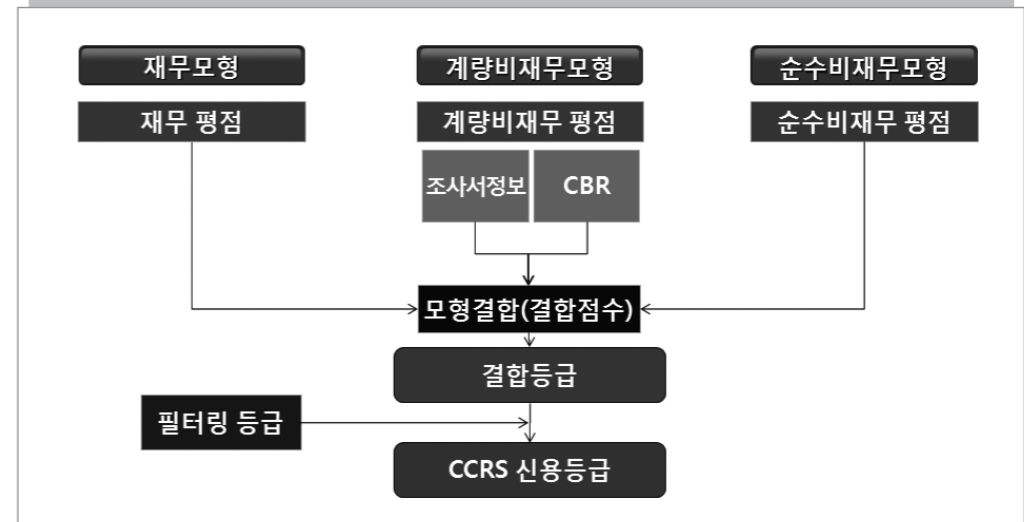 재무모형
계량비재무모형
순수비재무모형
재무 평점
계량비재무 평점
순수비재무 평점
조사서정보
CBR
모형결합(결합점수)
결합등급
필터링 등급
CCRS 신용등급